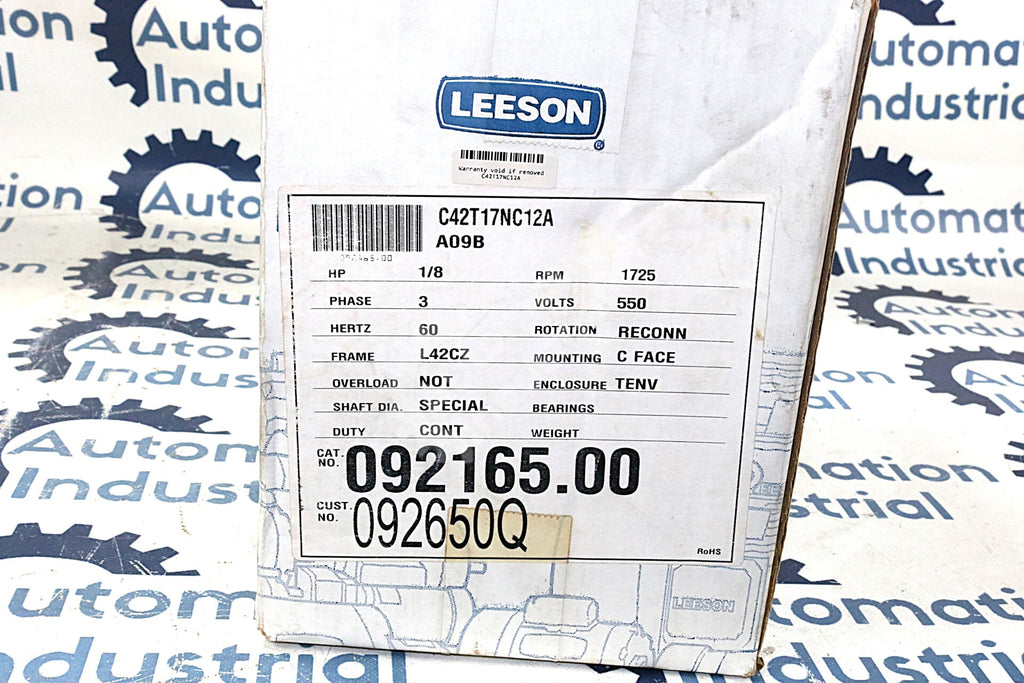 LEESON
Warranty void if removed
C42T17NC12A
C42T17NC12A
A09B
HP 1/8 RPM 1725
PHASE 3 VOLTS 550
HERTZ 60 ROTATION RECONN
FRAME L42CZ MOUNTING C FACE
OVERLOAD NOT ENCLOSURE TENV
SHAFT DIA. SPECIAL BEARINGS
DUTY CONT WEIGHT
CAT. NO. 092165.00
CUST. NO. 092650Q
RoHS
LEESON
Automation
Industrial